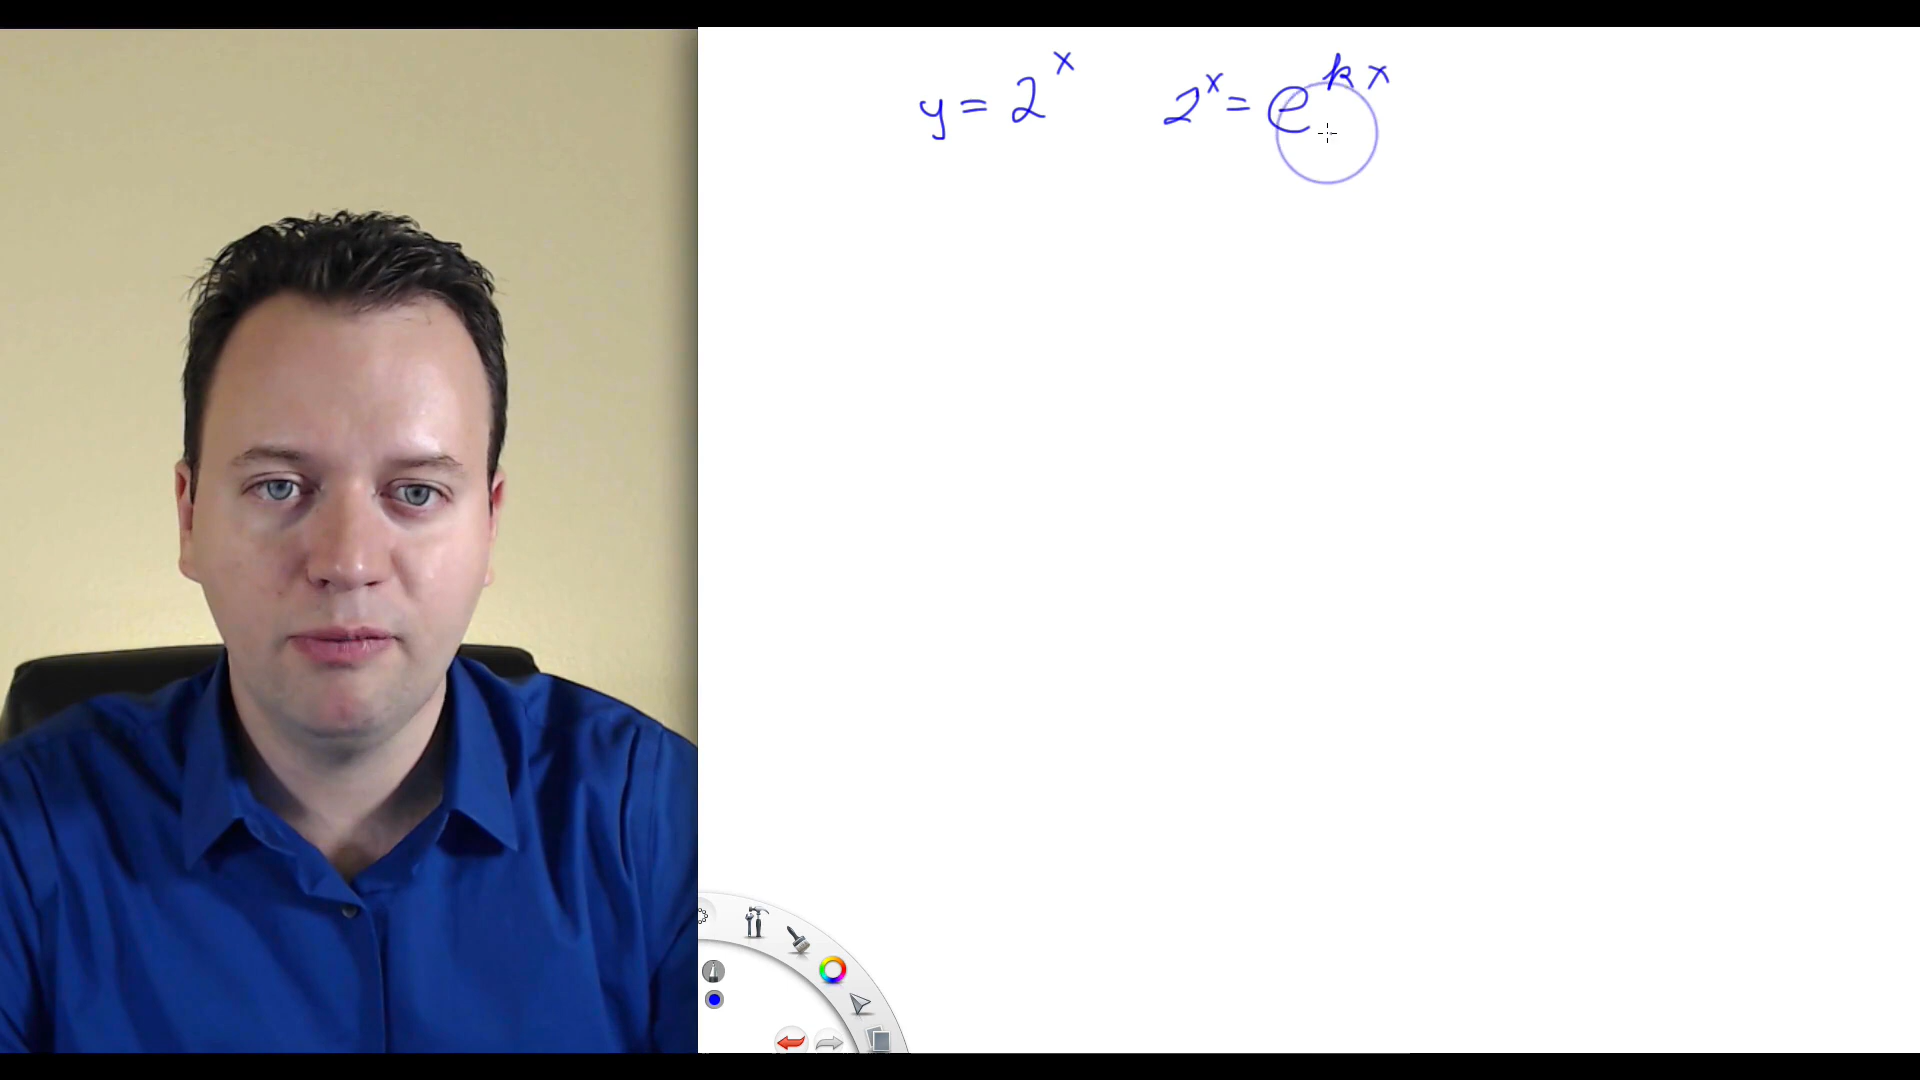 y = 2^x 2^x = e^{kx}